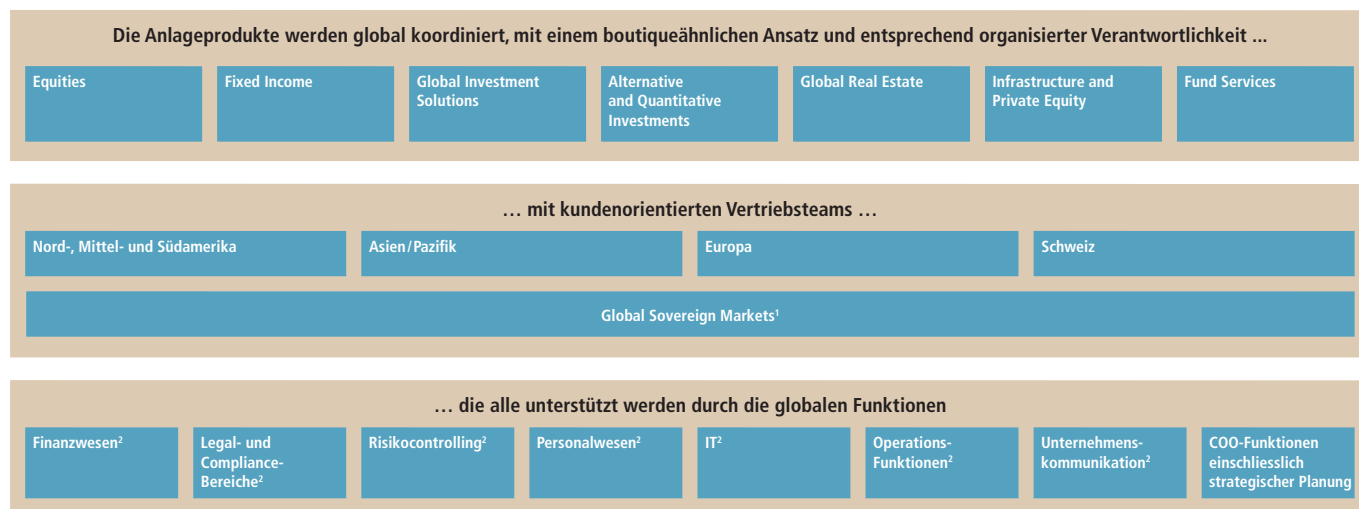 Die Anlageprodukte werden global koordiniert, mit einem boutiqueähnlichen Ansatz und entsprechend organisierter Verantwortlichkeit ...
Equities
Fixed Income
Global Investment
Solutions
Alternative
and Quantitative
Investments
Global Real Estate
Infrastructure and
Private Equity
Fund Services
… mit kundenorientierten Vertriebsteams …
Nord-, Mittel- und Südamerika
Asien/Pazifik
Europa
Schweiz
Global Sovereign Markets¹
… die alle unterstützt werden durch die globalen Funktionen
Finanzwesen²
Legal- und
Compliance-
Bereiche²
Risikocontrolling²
Personalwesen²
IT²
Operations-
Funktionen²
Unternehmens-
kommunikation²
COO-Funktionen
einschliesslich
strategischer Planung